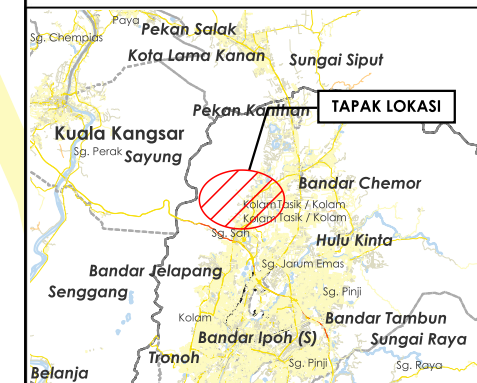 Paya
Sg. Chempias
Pekan Salak
Kota Lama Kanan
Sungai Siput
Pekan Kanthan
TAPAK LOKASI
Kuala Kangsar
Sg. Perak
Sayung
Bandar Chemor
Kolam Tasik / Kolam
Kolam Tasik / Kolam
Sg. Sah
Hulu Kinta
Bandar Jelapang
Sg. Jarum Emas
Senggang
Sg. Pinji
Kolam
Bandar Tambun
Bandar Ipoh (S)
Sungai Raya
Tronoh
Sg. Pinji
Sg. Raya
Belanja